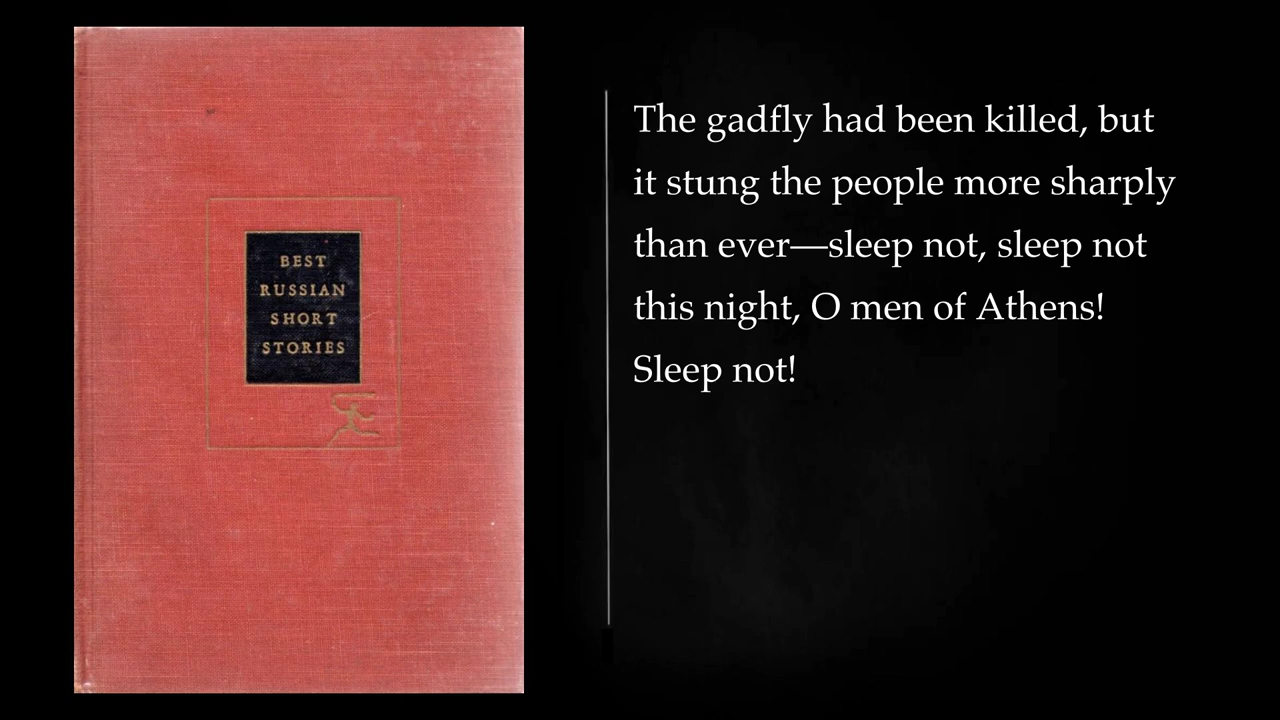 BEST
RUSSIAN
SHORT
STORIES
The gadfly had been killed, but
it stung the people more sharply
than ever—sleep not, sleep not
this night, O men of Athens!
Sleep not!